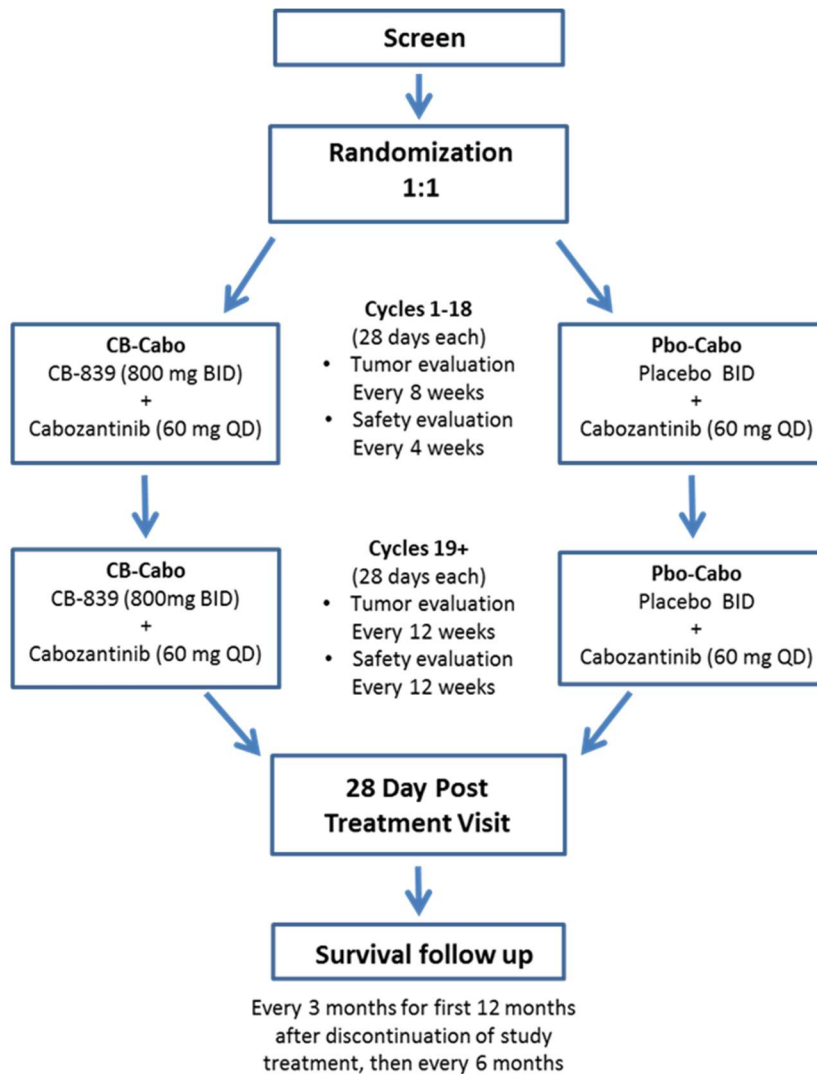 Screen
Randomization
1:1
Cycles 1-18
(28 days each)
• Tumor evaluation
Every 8 weeks
• Safety evaluation
Every 4 weeks
CB-Cabo
CB-839 (800 mg BID)
+
Cabozantinib (60 mg QD)
Pbo-Cabo
Placebo BID
+
Cabozantinib (60 mg QD)
Cycles 19+
(28 days each)
• Tumor evaluation
Every 12 weeks
• Safety evaluation
Every 12 weeks
CB-Cabo
CB-839 (800mg BID)
+
Cabozantinib (60 mg QD)
Pbo-Cabo
Placebo BID
+
Cabozantinib (60 mg QD)
28 Day Post
Treatment Visit
Survival follow up
Every 3 months for first 12 months
after discontinuation of study
treatment, then every 6 months